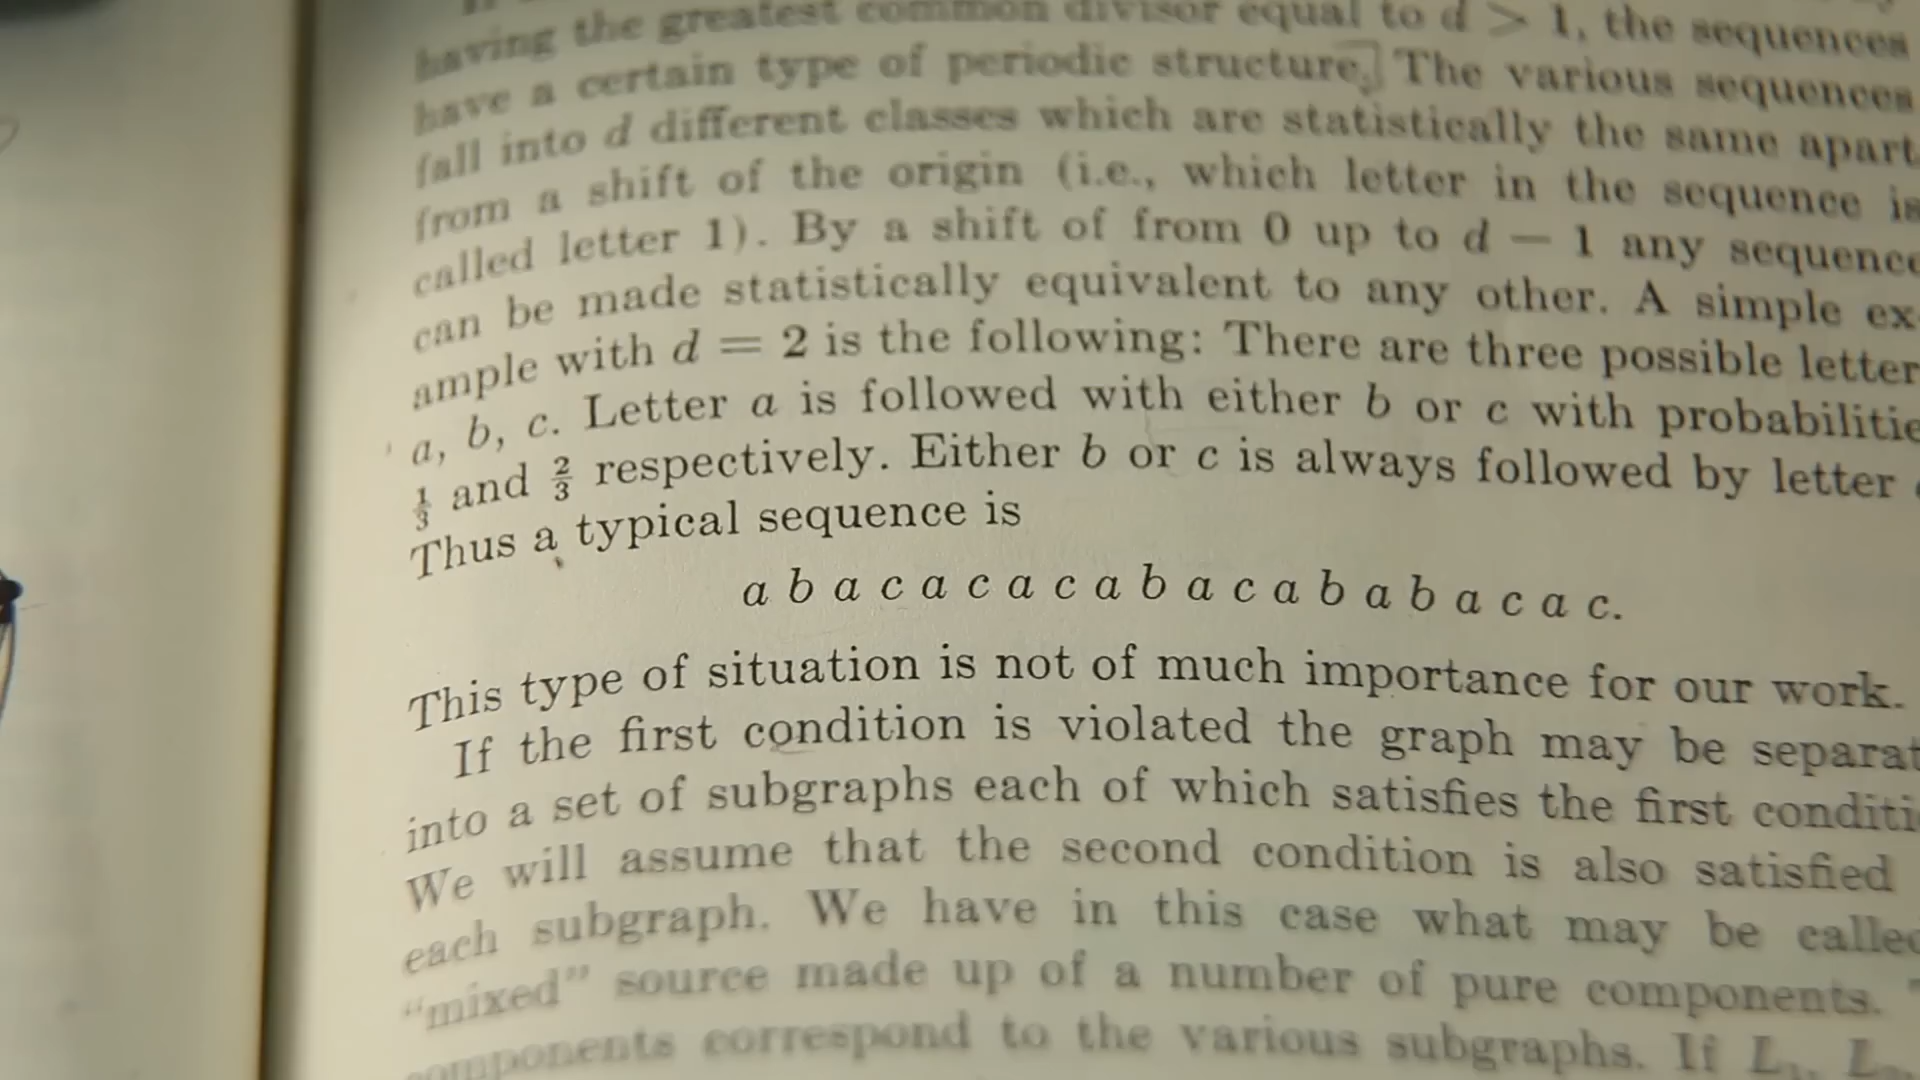 having the greatest common divisor equal to d > 1, the sequences
have a certain type of periodic structure. The various sequences
fall into d different classes which are statistically the same apart
from a shift of the origin (i.e., which letter in the sequence is
called letter 1). By a shift of from 0 up to d − 1 any sequence
can be made statistically equivalent to any other. A simple ex-
ample with d = 2 is the following: There are three possible letter
a, b, c. Letter a is followed with either b or c with probabilitie
1/3 and 2/3 respectively. Either b or c is always followed by letter
Thus a typical sequence is
a b a c a c a c a b a c a b a b a c a c.
This type of situation is not of much importance for our work.
If the first condition is violated the graph may be separat
into a set of subgraphs each of which satisfies the first conditi
We will assume that the second condition is also satisfied
each subgraph. We have in this case what may be called
“mixed” source made up of a number of pure components.
components correspond to the various subgraphs. If L